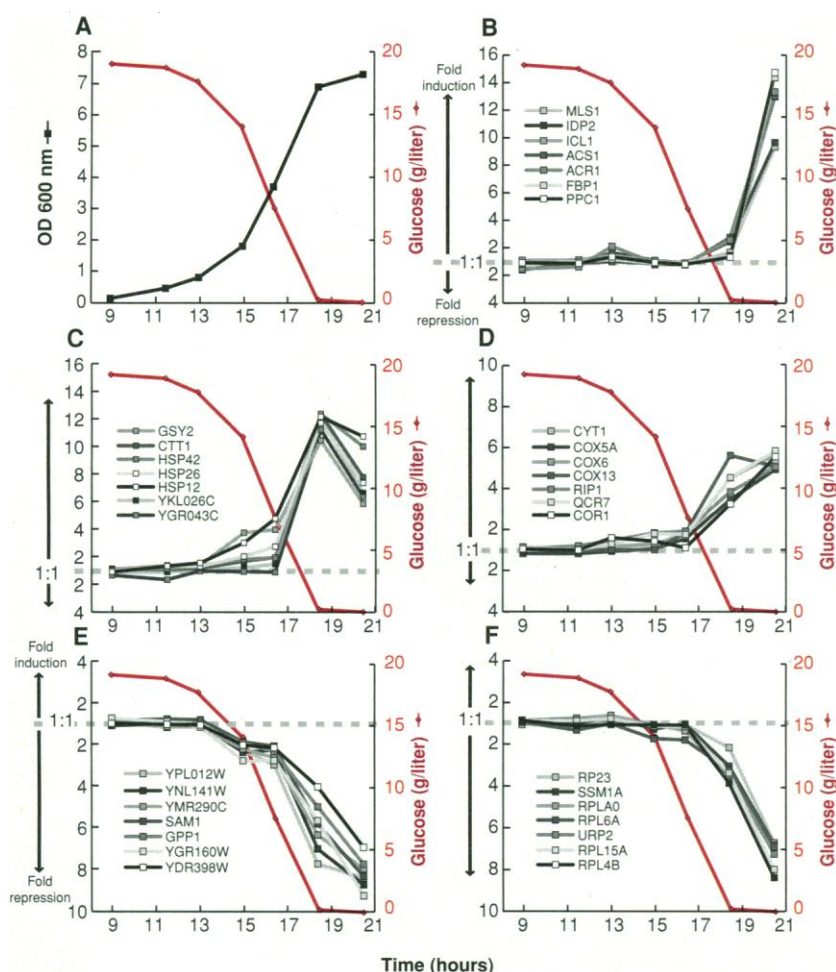 A
8
7
6
5
4
3
2
1
0
OD 600 nm
20
15
10
5
0
Glucose (g/liter)
9 11 13 15 17 19 21
B
Fold
induction
1:1
Fold
repression
16
14
12
10
8
6
4
2
2
4
MLS1
IDP2
ICL1
ACS1
ACR1
FBP1
PPC1
20
15
10
5
0
Glucose (g/liter)
9 11 13 15 17 19 21
C
1:1
16
14
12
10
8
6
4
2
2
4
GSY2
CTT1
HSP42
HSP26
HSP12
YKL026C
YGR043C
20
15
10
5
0
Glucose (g/liter)
9 11 13 15 17 19 21
D
1:1
10
8
6
4
2
2
4
CYT1
COX5A
COX6
COX13
RIP1
QCR7
COR1
20
15
10
5
0
Glucose (g/liter)
9 11 13 15 17 19 21
E
Fold
induction
1:1
Fold
repression
4
2
2
4
6
8
10
YPL012W
YNL141W
YMR290C
SAM1
GPP1
YGR160W
YDR398W
20
15
10
5
0
Glucose (g/liter)
9 11 13 15 17 19 21
F
1:1
4
2
2
4
6
8
10
RP23
SSM1A
RPLA0
RPL6A
URP2
RPL15A
RPL4B
20
15
10
5
0
Glucose (g/liter)
9 11 13 15 17 19 21
Time (hours)